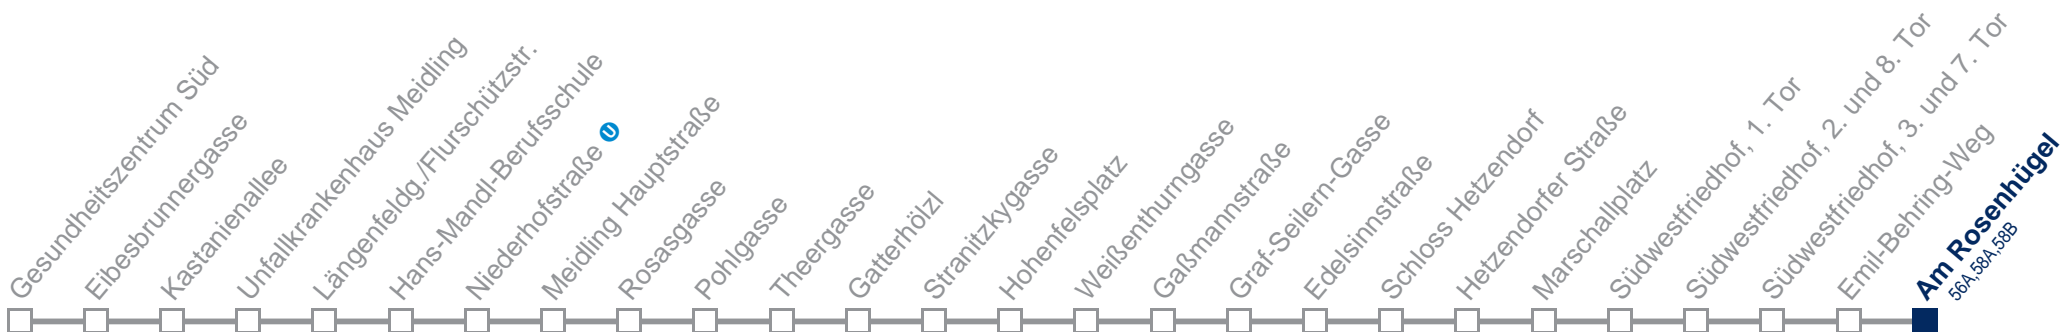 Gesundheitszentrum Süd
Eibesbrunnergasse
Kastanienallee
Unfallkrankenhaus Meidling
Längenfeldg./Flurschützstr.
Hans-Mandl-Berufsschule
Niederhofstraße U
Meidling Hauptstraße
Rosasgasse
Pohlgasse
Theergasse
Gatterhölzl
Stranitzkygasse
Hohenfelsplatz
Weißenthurngasse
Gaßmannstraße
Graf-Seilern-Gasse
Edelsinnstraße
Schloss Hetzendorf
Hetzendorfer Straße
Marschallplatz
Südwestfriedhof, 1. Tor
Südwestfriedhof, 2. und 8. Tor
Südwestfriedhof, 3. und 7. Tor
Emil-Behring-Weg
Am Rosenhügel
56A,58A,58B